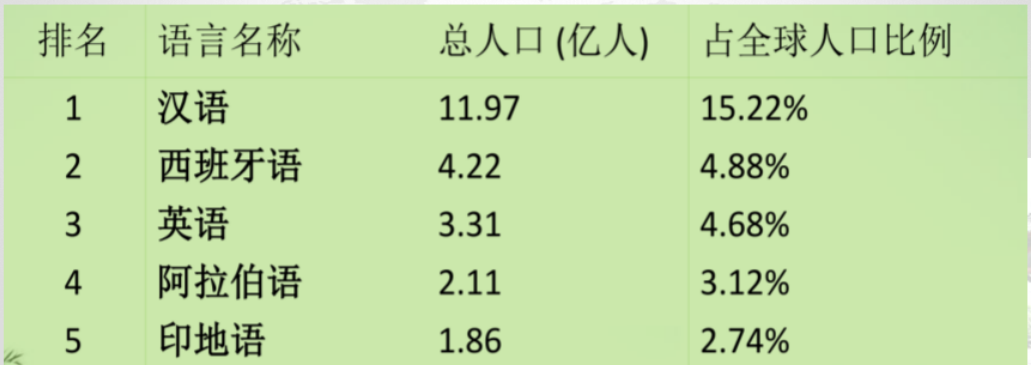 排名 语言名称 总人口 (亿人) 占全球人口比例
1 汉语 11.97 15.22%
2 西班牙语 4.22 4.88%
3 英语 3.31 4.68%
4 阿拉伯语 2.11 3.12%
5 印地语 1.86 2.74%